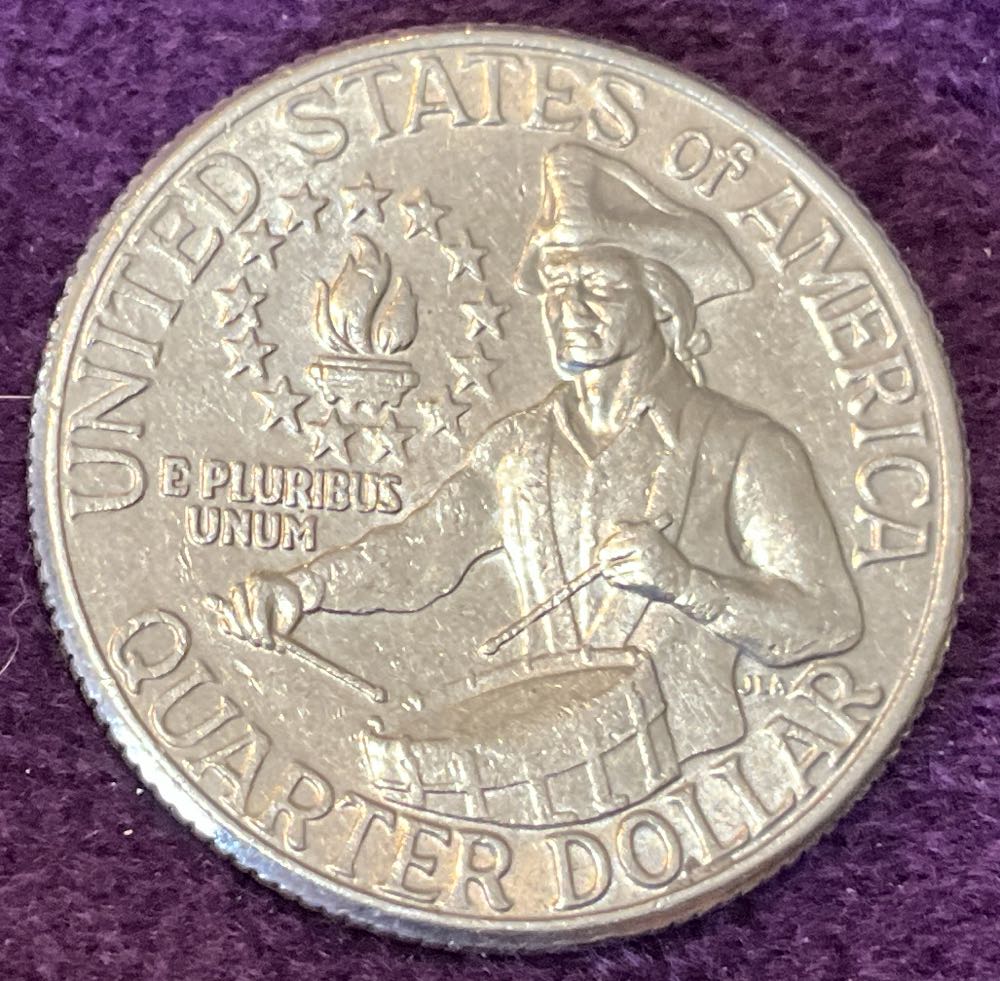 UNITED STATES of AMERICA
E PLURIBUS
UNUM
JLA
QUARTER DOLLAR